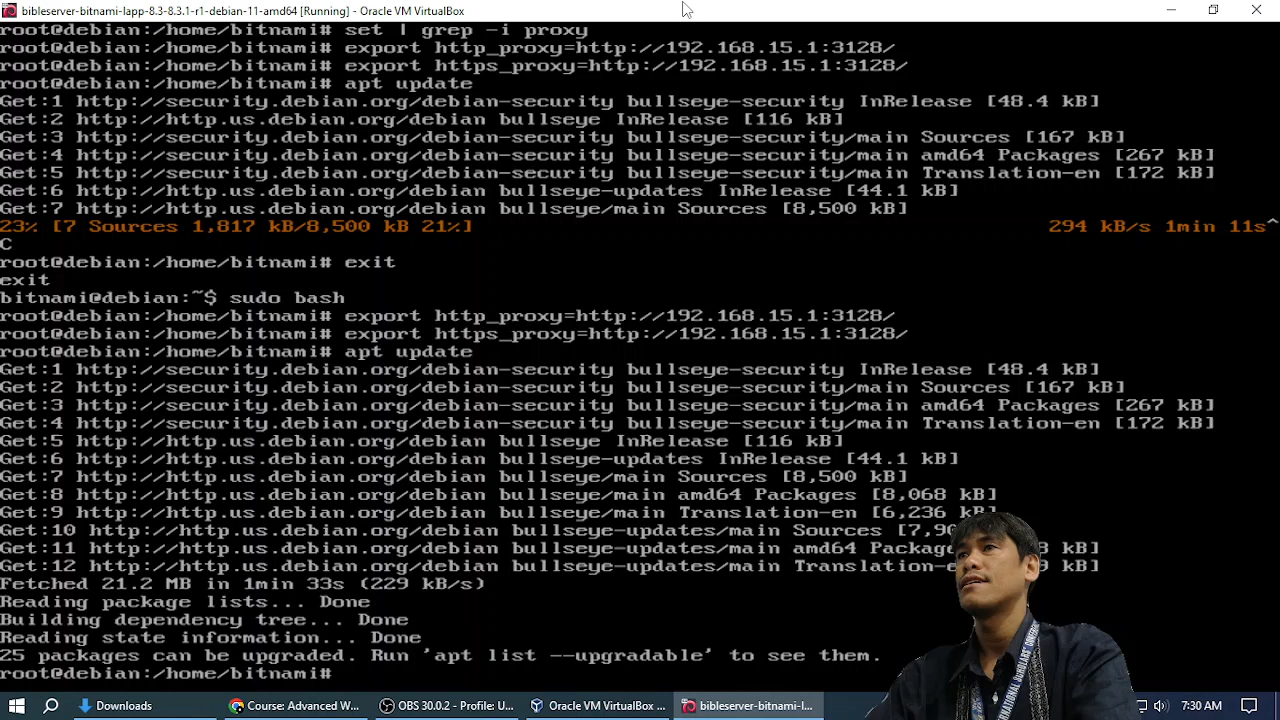 bibleserver-bitnami-lapp-8.3-8.3.1-r1-debian-11-amd64 [Running] - Oracle VM VirtualBox
root@debian:/home/bitnami# set | grep -i proxy
root@debian:/home/bitnami# export http_proxy=http://192.168.15.1:3128/
root@debian:/home/bitnami# export https_proxy=http://192.168.15.1:3128/
root@debian:/home/bitnami# apt update
Get:1 http://security.debian.org/debian-security bullseye-security InRelease [48.4 kB]
Get:2 http://http.us.debian.org/debian bullseye InRelease [116 kB]
Get:3 http://security.debian.org/debian-security bullseye-security/main Sources [167 kB]
Get:4 http://security.debian.org/debian-security bullseye-security/main amd64 Packages [267 kB]
Get:5 http://security.debian.org/debian-security bullseye-security/main Translation-en [172 kB]
Get:6 http://http.us.debian.org/debian bullseye-updates InRelease [44.1 kB]
Get:7 http://http.us.debian.org/debian bullseye/main Sources [8,500 kB]
23% [7 Sources 1,817 kB/8,500 kB 21%] 294 kB/s 1min 11s^
C
root@debian:/home/bitnami# exit
exit
bitnami@debian:~$ sudo bash
root@debian:/home/bitnami# export http_proxy=http://192.168.15.1:3128/
root@debian:/home/bitnami# export https_proxy=http://192.168.15.1:3128/
root@debian:/home/bitnami# apt update
Get:1 http://security.debian.org/debian-security bullseye-security InRelease [48.4 kB]
Get:2 http://security.debian.org/debian-security bullseye-security/main Sources [167 kB]
Get:3 http://security.debian.org/debian-security bullseye-security/main amd64 Packages [267 kB]
Get:4 http://security.debian.org/debian-security bullseye-security/main Translation-en [172 kB]
Get:5 http://http.us.debian.org/debian bullseye InRelease [116 kB]
Get:6 http://http.us.debian.org/debian bullseye-updates InRelease [44.1 kB]
Get:7 http://http.us.debian.org/debian bullseye/main Sources [8,500 kB]
Get:8 http://http.us.debian.org/debian bullseye/main amd64 Packages [8,068 kB]
Get:9 http://http.us.debian.org/debian bullseye/main Translation-en [6,236 kB]
Get:10 http://http.us.debian.org/debian bullseye-updates/main Sources
Get:11 http://http.us.debian.org/debian bullseye-updates/main amd64 kB]
Get:12 http://http.us.debian.org/debian bullseye-updates/main kB]
Fetched 21.2 MB in 1min 33s (229 kB/s)
Reading package lists... Done
Building dependency tree... Done
Reading state information... Done
25 packages can be upgraded. Run 'apt list --upgradable' to see them.
root@debian:/home/bitnami#
Downloads Course: Advanced W... OBS 30.0.2 - Profile: U... Oracle VM VirtualBox ... bibleserver-bitnami-l... 7:30 AM